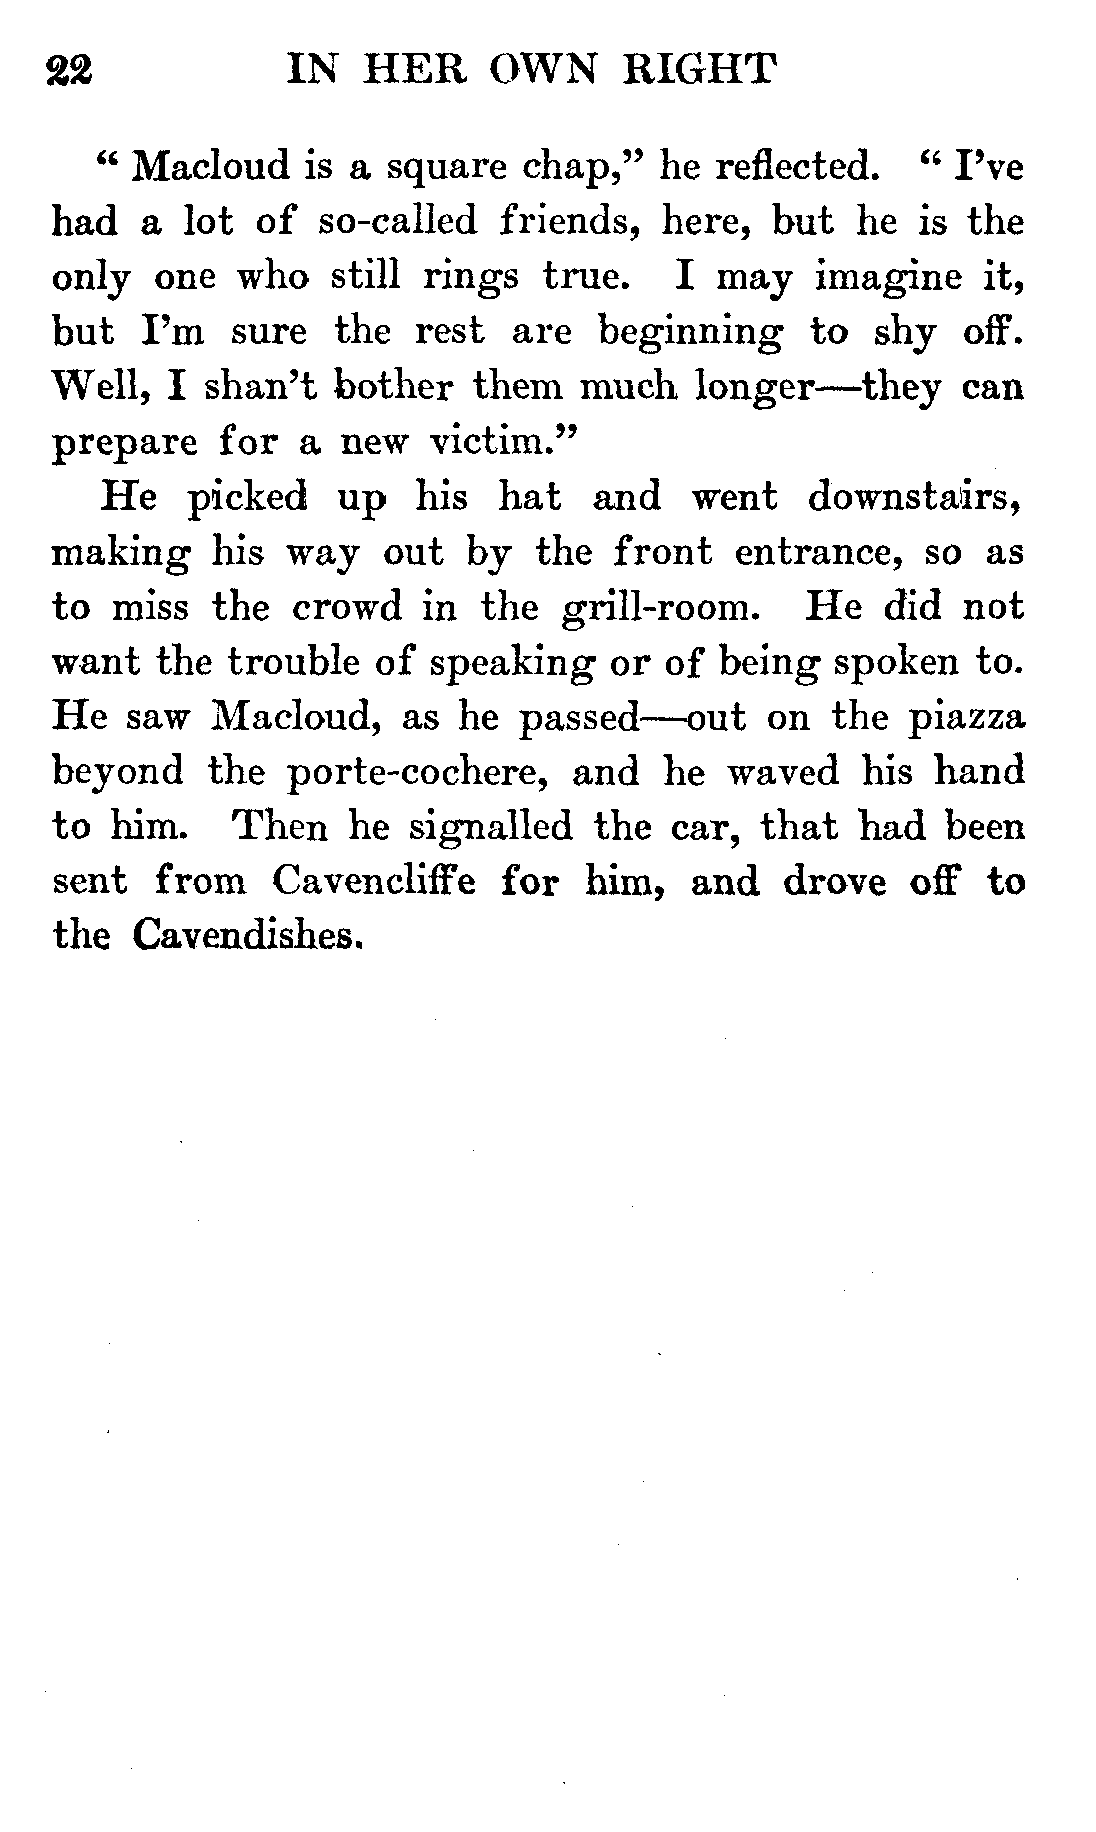 22 IN HER OWN RIGHT
“ Macloud is a square chap,” he reflected. “ I’ve
had a lot of so-called friends, here, but he is the
only one who still rings true. I may imagine it,
but I’m sure the rest are beginning to shy off.
Well, I shan’t bother them much longer—they can
prepare for a new victim.”
He picked up his hat and went downstairs,
making his way out by the front entrance, so as
to miss the crowd in the grill-room. He did not
want the trouble of speaking or of being spoken to.
He saw Macloud, as he passed—out on the piazza
beyond the porte-cochere, and he waved his hand
to him. Then he signalled the car, that had been
sent from Cavencliffe for him, and drove off to
the Cavendishes.